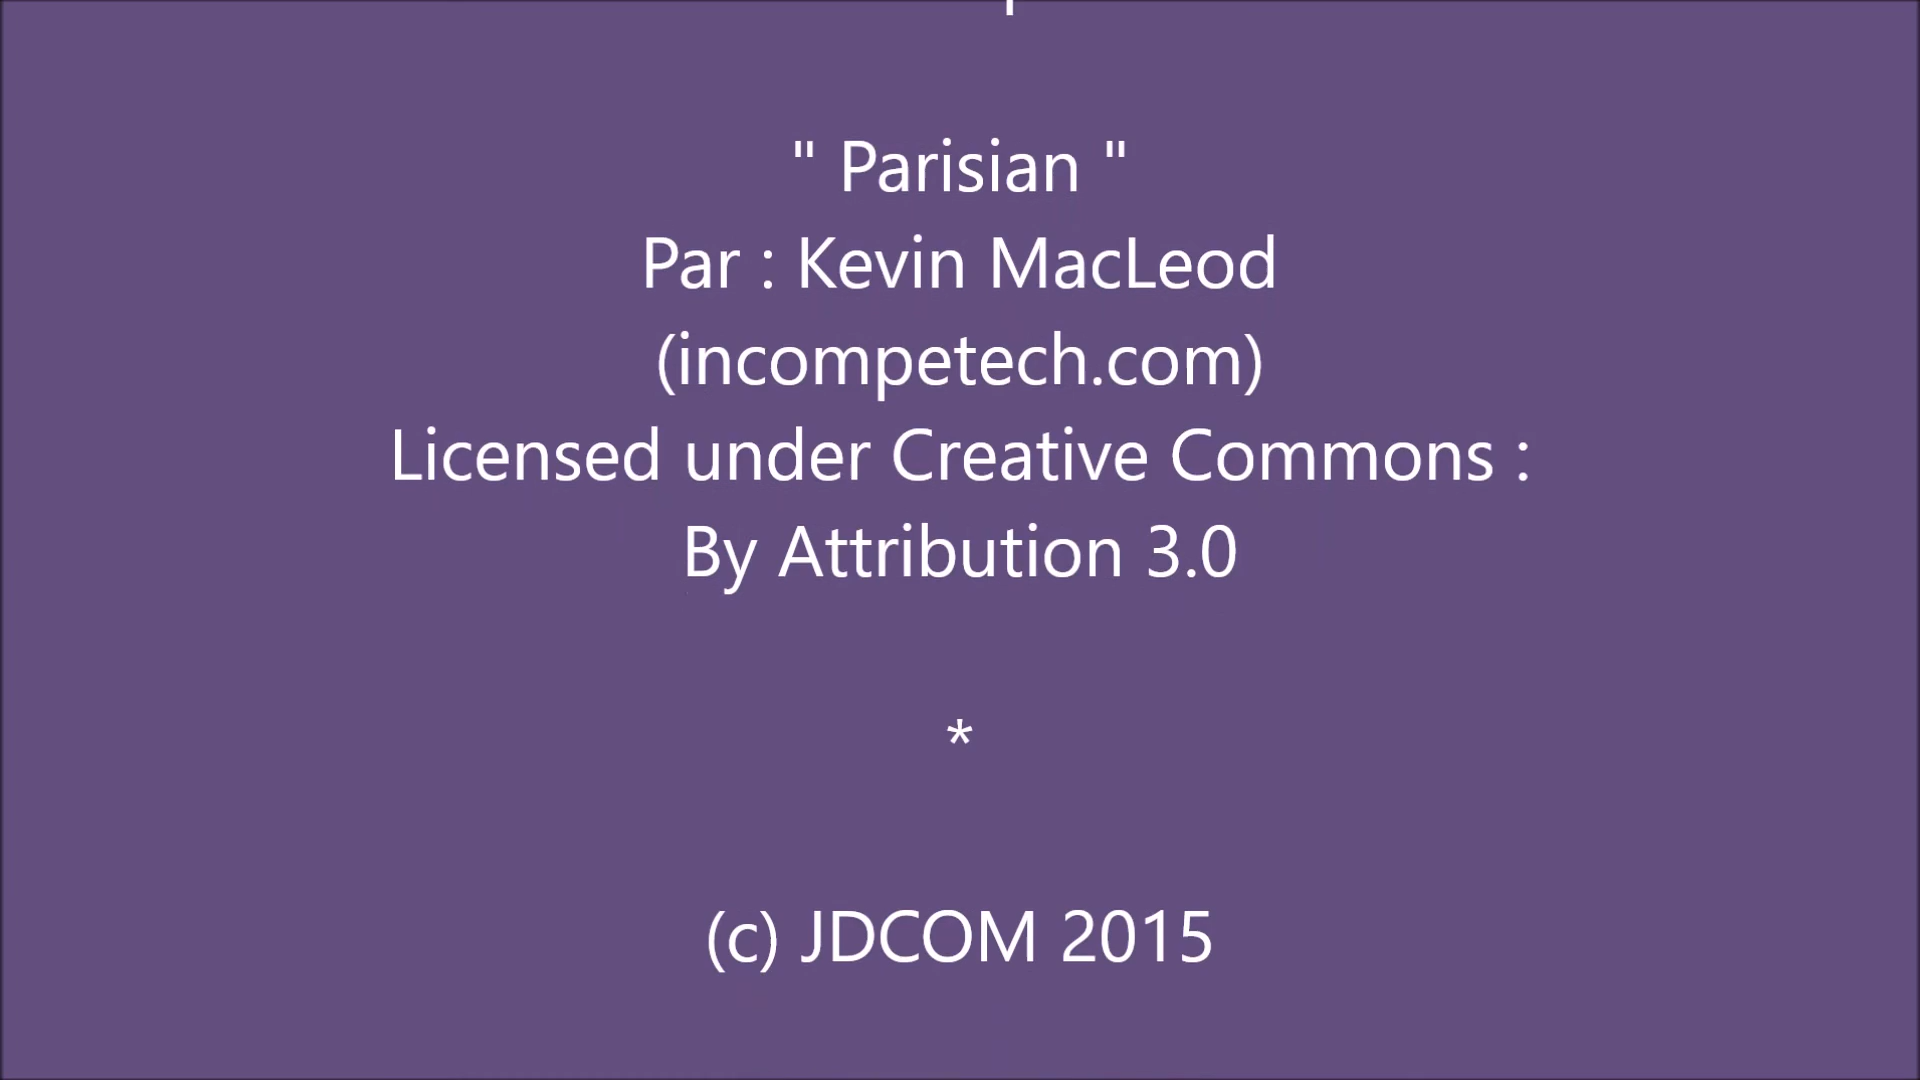 " Parisian "
Par : Kevin MacLeod
(incompetech.com)
Licensed under Creative Commons :
By Attribution 3.0
*
(c) JDCOM 2015